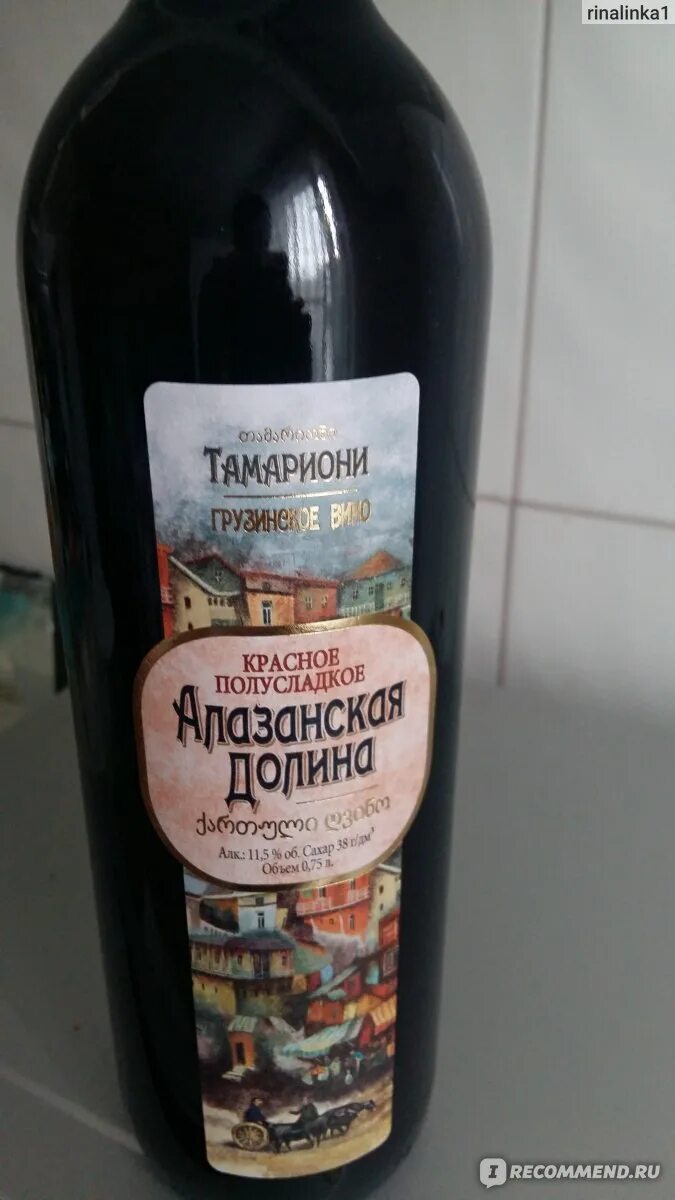 rinalinka1
თამარიონი
ТАМАРИОНИ
ГРУЗИНСКОЕ ВИНО
КРАСНОЕ
ПОЛУСЛАДКОЕ
АЛАЗАНСКАЯ
ДОЛИНА
ქართული ღვინო
Алк.: 11,5 % об. Сахар 38 г/дм³
Объем 0,75 л.
IRECOMMEND.RU